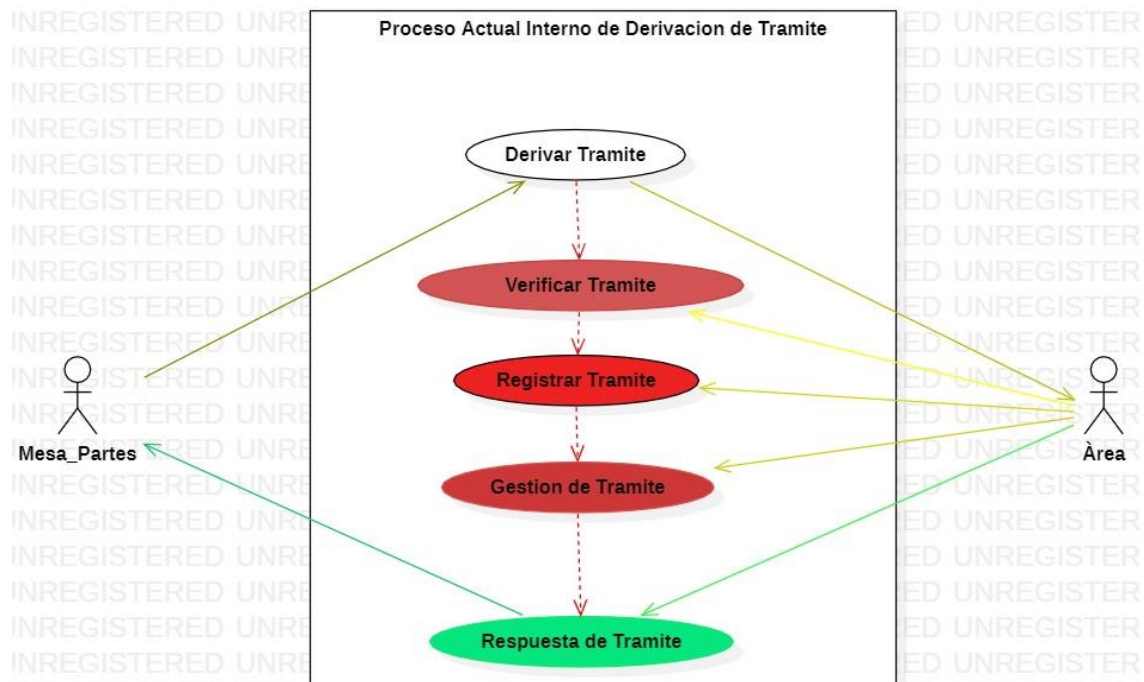 Proceso Actual Interno de Derivacion de Tramite
Derivar Tramite
Verificar Tramite
Registrar Tramite
Mesa_Partes
Àrea
Gestion de Tramite
Respuesta de Tramite
UNREGISTERED